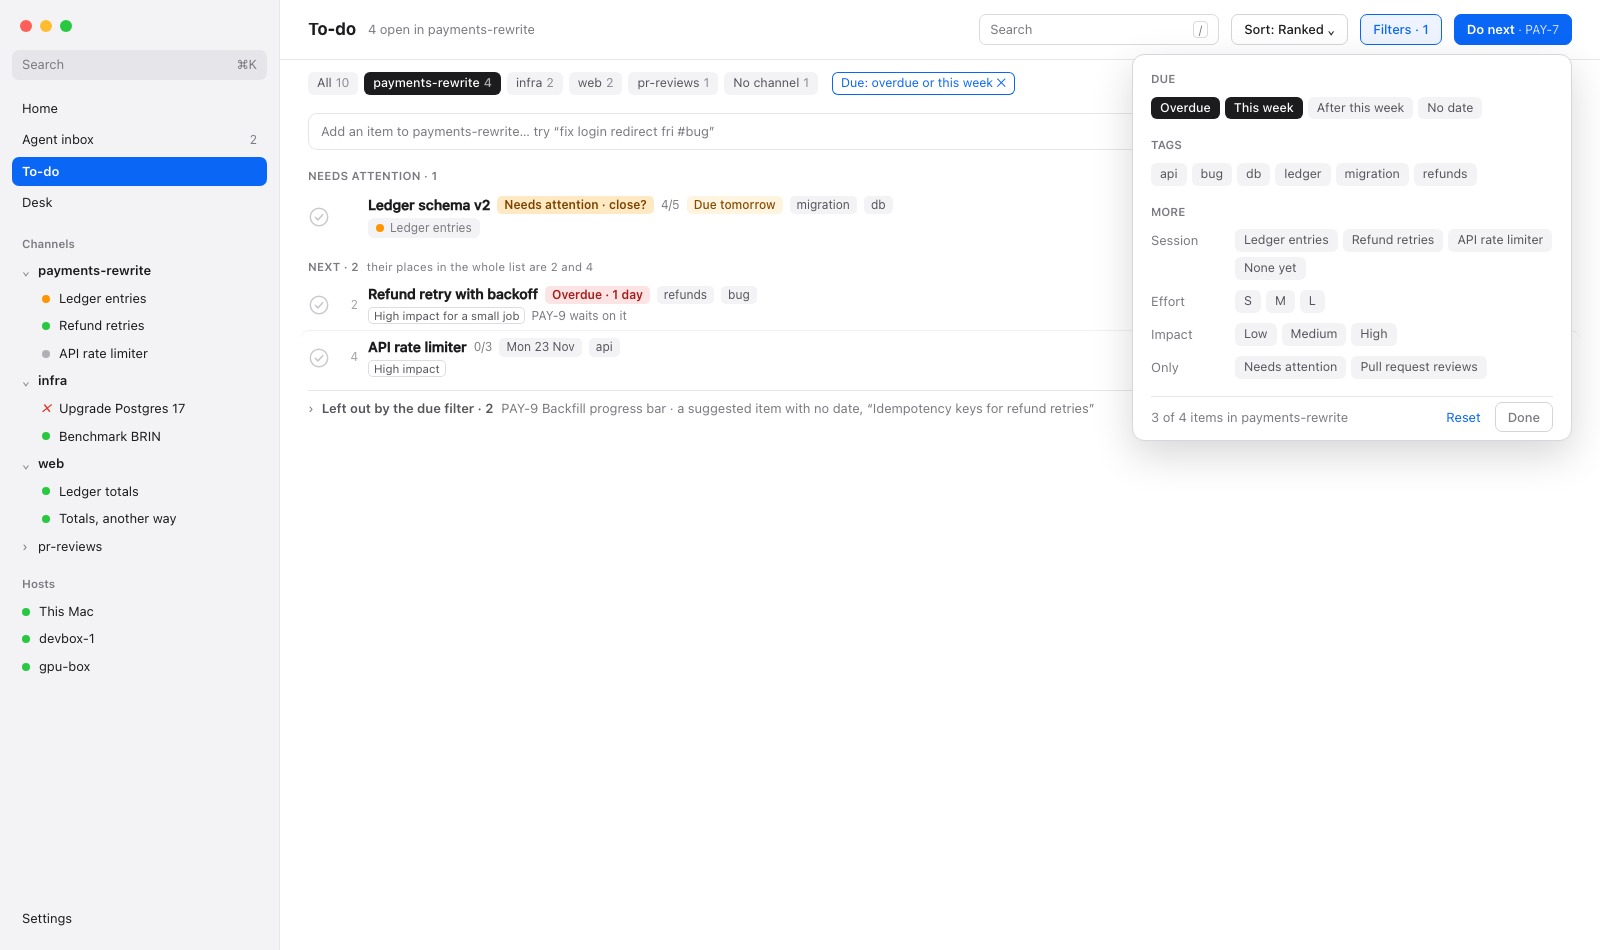 Search ⌘K
Home
Agent inbox 2
To-do
Desk
Channels
payments-rewrite
Ledger entries
Refund retries
API rate limiter
infra
Upgrade Postgres 17
Benchmark BRIN
web
Ledger totals
Totals, another way
pr-reviews
Hosts
This Mac
devbox-1
gpu-box
Settings
To-do 4 open in payments-rewrite
Search /
Sort: Ranked
Filters · 1
Do next · PAY-7
All 10 payments-rewrite 4 infra 2 web 2 pr-reviews 1 No channel 1 Due: overdue or this week ✕
Add an item to payments-rewrite… try “fix login redirect fri #bug”
NEEDS ATTENTION · 1
Ledger schema v2 Needs attention · close? 4/5 Due tomorrow migration db
Ledger entries
NEXT · 2 their places in the whole list are 2 and 4
2 Refund retry with backoff Overdue · 1 day refunds bug
High impact for a small job PAY-9 waits on it
4 API rate limiter 0/3 Mon 23 Nov api
High impact
› Left out by the due filter · 2 PAY-9 Backfill progress bar · a suggested item with no date, “Idempotency keys for refund retries”
DUE
Overdue This week After this week No date
TAGS
api bug db ledger migration refunds
MORE
Session Ledger entries Refund retries API rate limiter
None yet
Effort S M L
Impact Low Medium High
Only Needs attention Pull request reviews
3 of 4 items in payments-rewrite Reset Done